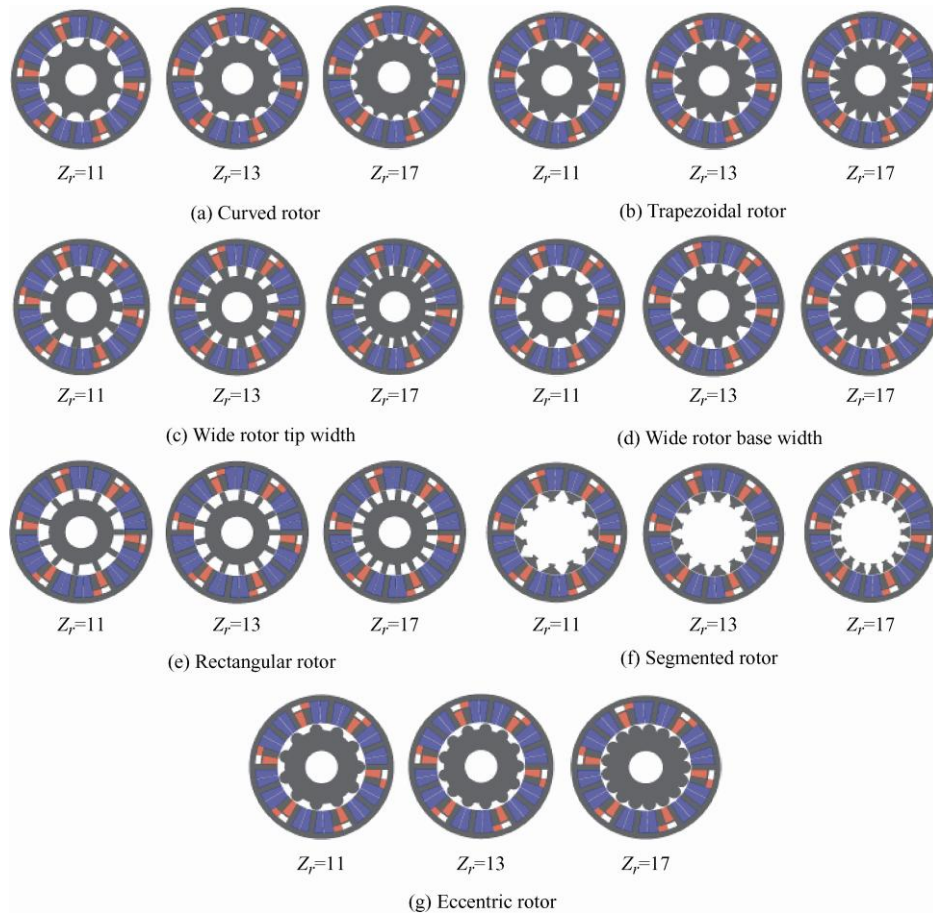 Zr=11 Zr=13 Zr=17 Zr=11 Zr=13 Zr=17
(a) Curved rotor (b) Trapezoidal rotor
Zr=11 Zr=13 Zr=17 Zr=11 Zr=13 Zr=17
(c) Wide rotor tip width (d) Wide rotor base width
Zr=11 Zr=13 Zr=17 Zr=11 Zr=13 Zr=17
(e) Rectangular rotor (f) Segmented rotor
Zr=11 Zr=13 Zr=17
(g) Eccentric rotor